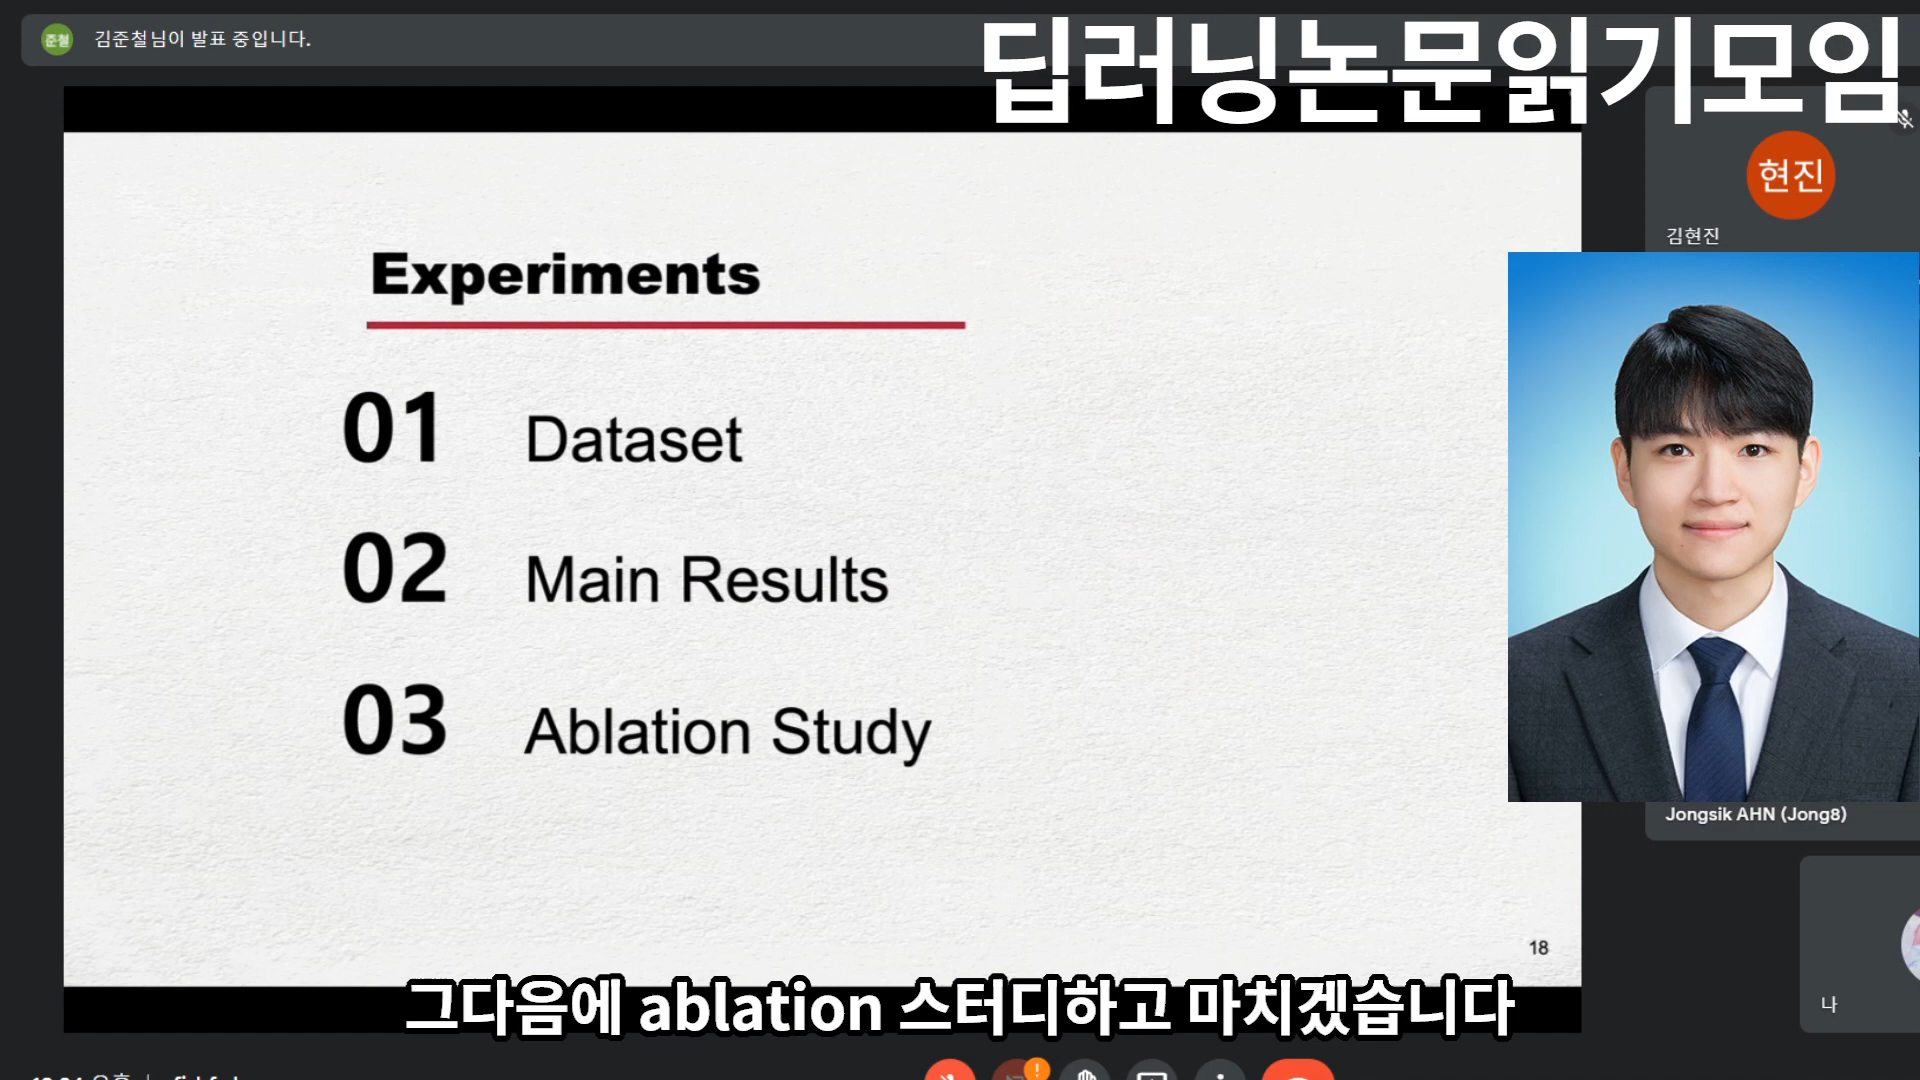 준철 김준철님이 발표 중입니다.
딥러닝논문읽기모임
현진
김현진
Experiments
01 Dataset
02 Main Results
03 Ablation Study
Jongsik AHN (Jong8)
18
나
그다음에 ablation 스터디하고 마치겠습니다